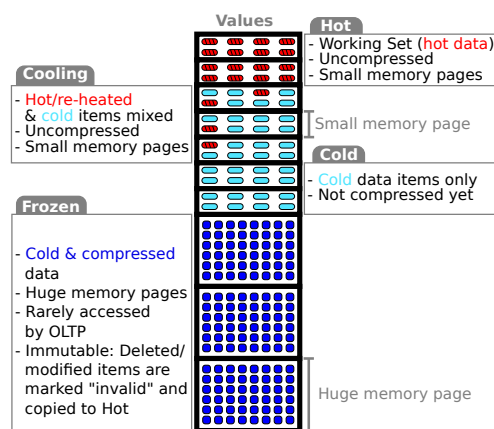 Values
Hot
- Working Set (hot data)
- Uncompressed
- Small memory pages
Cooling
- Hot/re-heated
& cold items mixed
- Uncompressed
- Small memory pages
Small memory page
Cold
- Cold data items only
- Not compressed yet
Frozen
- Cold & compressed
data
- Huge memory pages
- Rarely accessed
by OLTP
- Immutable: Deleted/
modified items are
marked "invalid" and
copied to Hot
Huge memory page